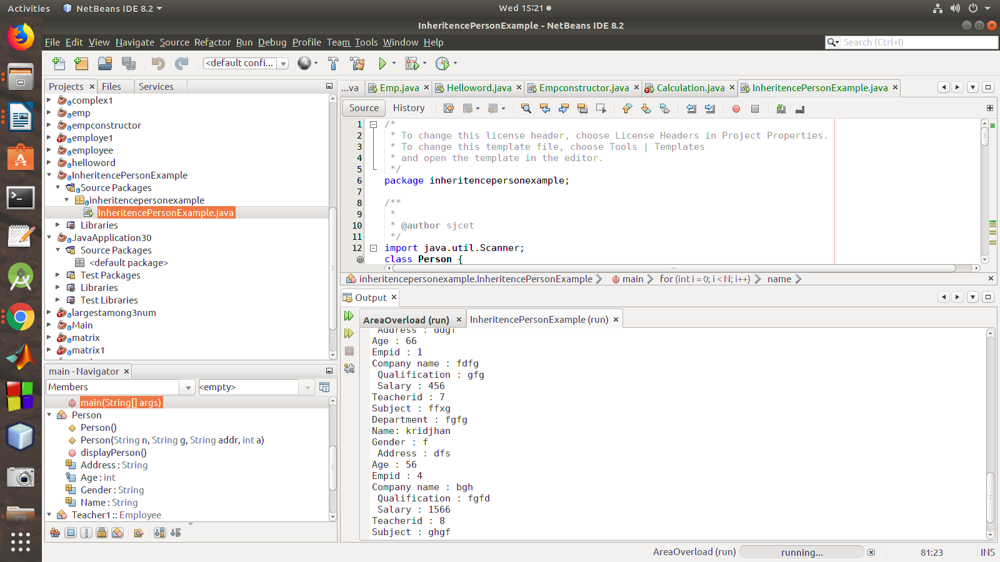 Activities NetBeans IDE 8.2 Wed 15:21
InheritencePersonExample - NetBeans IDE 8.2
File Edit View Navigate Source Refactor Run Debug Profile Team Tools Window Help Search (Ctrl+I)
<default confi...
Projects Files Services
complex1
emp
empconstructor
employe1
employee
helloword
InheritencePersonExample
Source Packages
inheritencepersonexample
InheritencePersonExample.java
Libraries
JavaApplication30
Source Packages
<default package>
Test Packages
Libraries
Test Libraries
largestamong3num
Main
matrix
matrix1
main - Navigator
Members <empty>
main(String[] args)
Person
Person()
Person(String n, String g, String addr, int a)
displayPerson()
Address : String
Age : int
Gender : String
Name : String
Teacher1 :: Employee
...va Emp.java Helloword.java Empconstructor.java Calculation.java InheritencePersonExample.java
Source History
1 /*
2 * To change this license header, choose License Headers in Project Properties.
3 * To change this template file, choose Tools | Templates
4 * and open the template in the editor.
5 */
6 package inheritencepersonexample;
7
8 /**
9 *
10 * @author sjcet
11 */
12 import java.util.Scanner;
class Person {
inheritencepersonexample.InheritencePersonExample main for (int i = 0; i < N; i++) name
Output
AreaOverload (run) InheritencePersonExample (run)
Address : ddgf
Age : 66
Empid : 1
Company name : fdfg
Qualification : gfg
Salary : 456
Teacherid : 7
Subject : ffxg
Department : fgfg
Name: kridjhan
Gender : f
Address : dfs
Age : 56
Empid : 4
Company name : bgh
Qualification : fgfd
Salary : 1566
Teacherid : 8
Subject : ghgf
AreaOverload (run) running... 81:23 INS